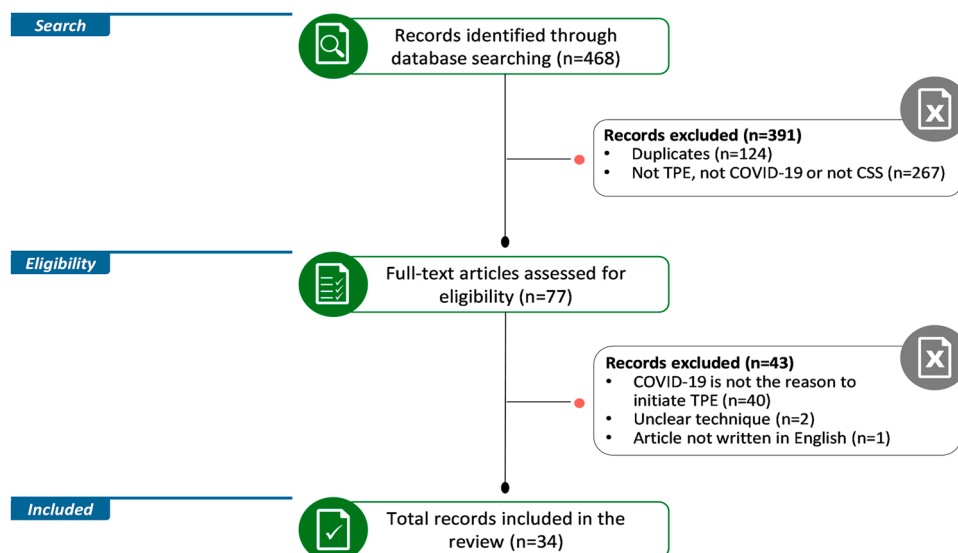 Search
Records identified through
database searching (n=468)
Records excluded (n=391)
• Duplicates (n=124)
• Not TPE, not COVID-19 or not CSS (n=267)
Eligibility
Full-text articles assessed for
eligibility (n=77)
Records excluded (n=43)
• COVID-19 is not the reason to
initiate TPE (n=40)
• Unclear technique (n=2)
• Article not written in English (n=1)
Included
Total records included in the
review (n=34)